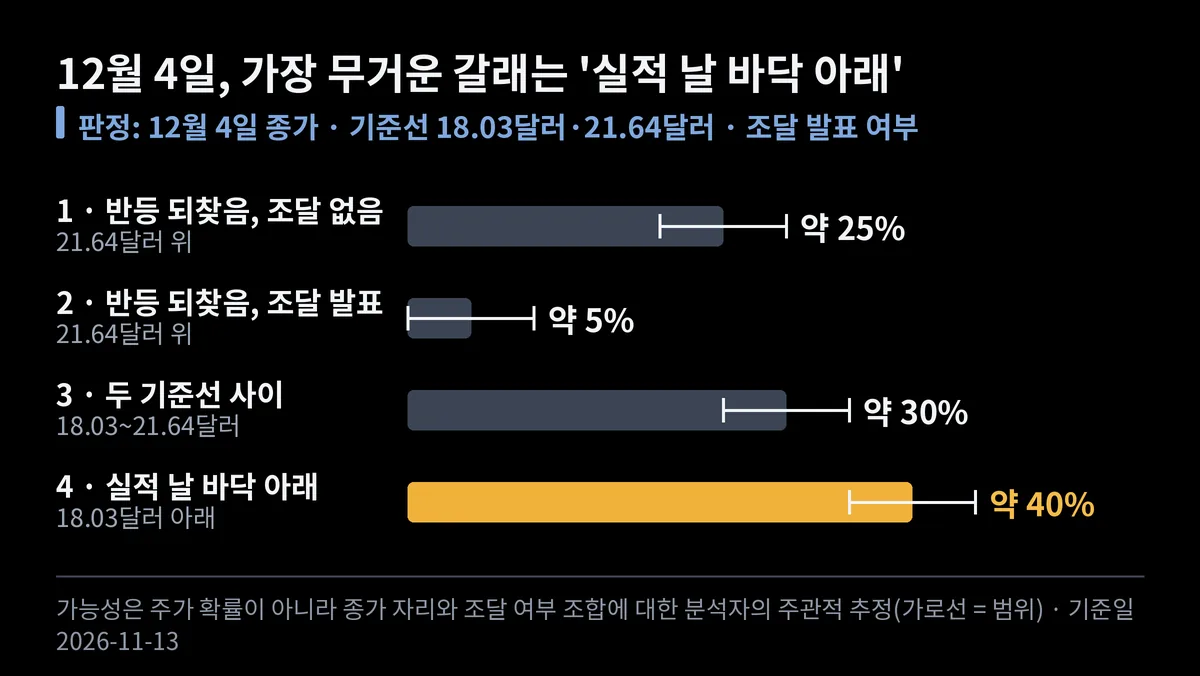 12월 4일, 가장 무거운 갈래는 '실적 날 바닥 아래'
판정: 12월 4일 종가 · 기준선 18.03달러·21.64달러 · 조달 발표 여부
1 · 반등 되찾음, 조달 없음
21.64달러 위
약 25%
2 · 반등 되찾음, 조달 발표
21.64달러 위
약 5%
3 · 두 기준선 사이
18.03~21.64달러
약 30%
4 · 실적 날 바닥 아래
18.03달러 아래
약 40%
가능성은 주가 확률이 아니라 종가 자리와 조달 여부 조합에 대한 분석자의 주관적 추정(가로선 = 범위) · 기준일
2026-11-13